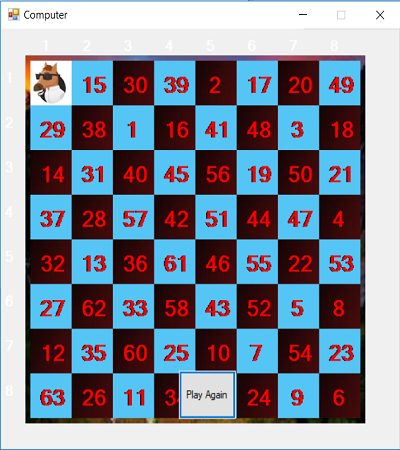 Computer
1 2 3 4 5 6 7 8
1 15 30 39 2 17 20 49
2 29 38 1 16 41 48 3 18
3 14 31 40 45 56 19 50 21
4 37 28 57 42 51 44 47 4
5 32 13 36 61 46 55 22 53
6 27 62 33 58 43 52 5 8
7 12 35 60 25 10 7 54 23
8 63 26 11 Play Again 24 9 6